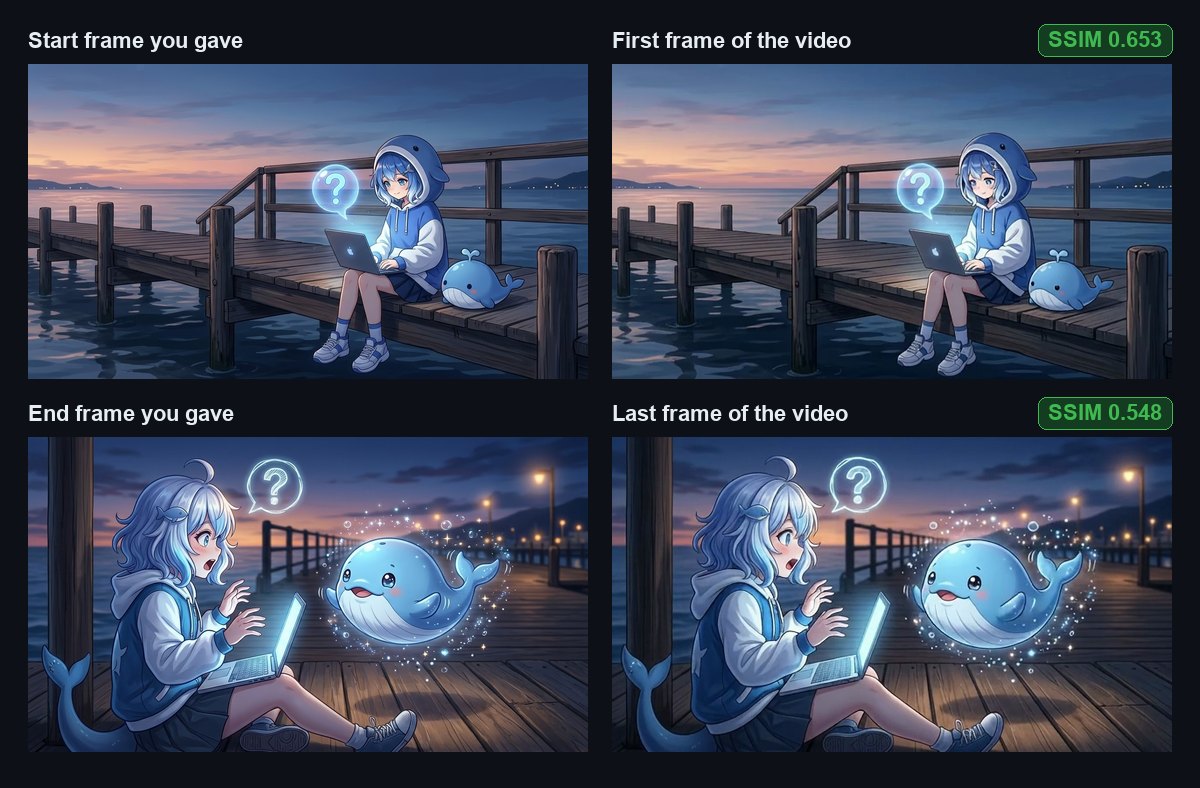 Start frame you gave
First frame of the video
SSIM 0.653
?
?
End frame you gave
Last frame of the video
SSIM 0.548
?
?